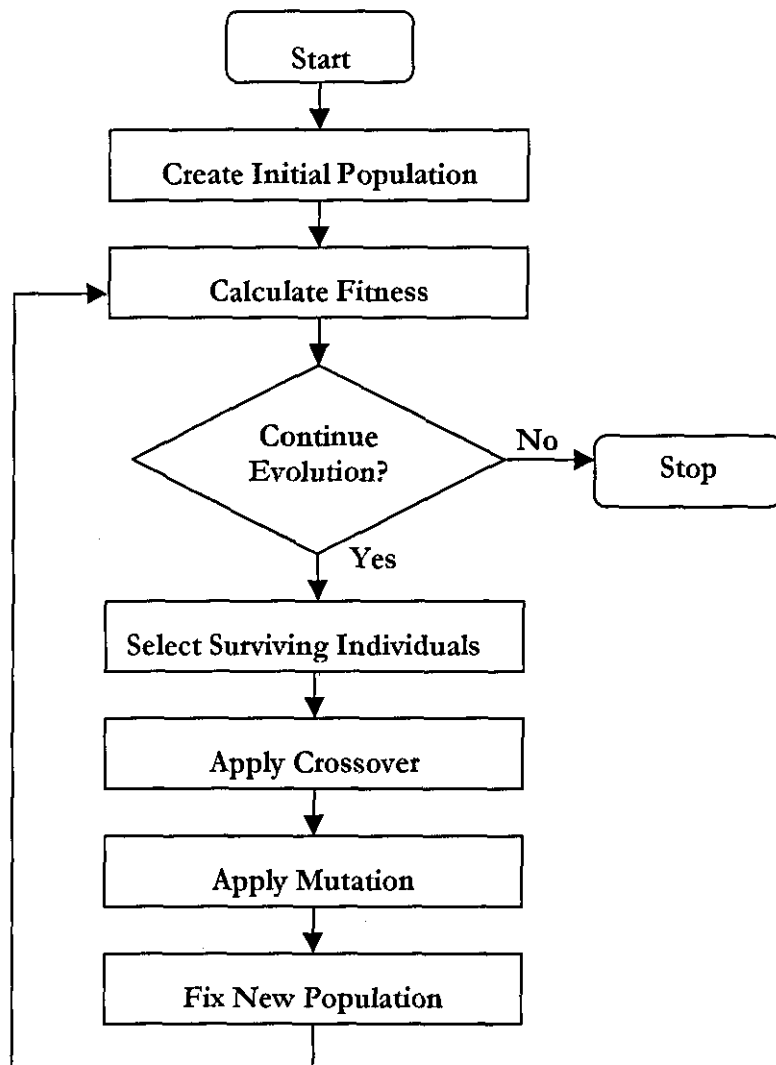 Start
Create Initial Population
Calculate Fitness
Continue
Evolution?
No
Stop
Yes
Select Surviving Individuals
Apply Crossover
Apply Mutation
Fix New Population